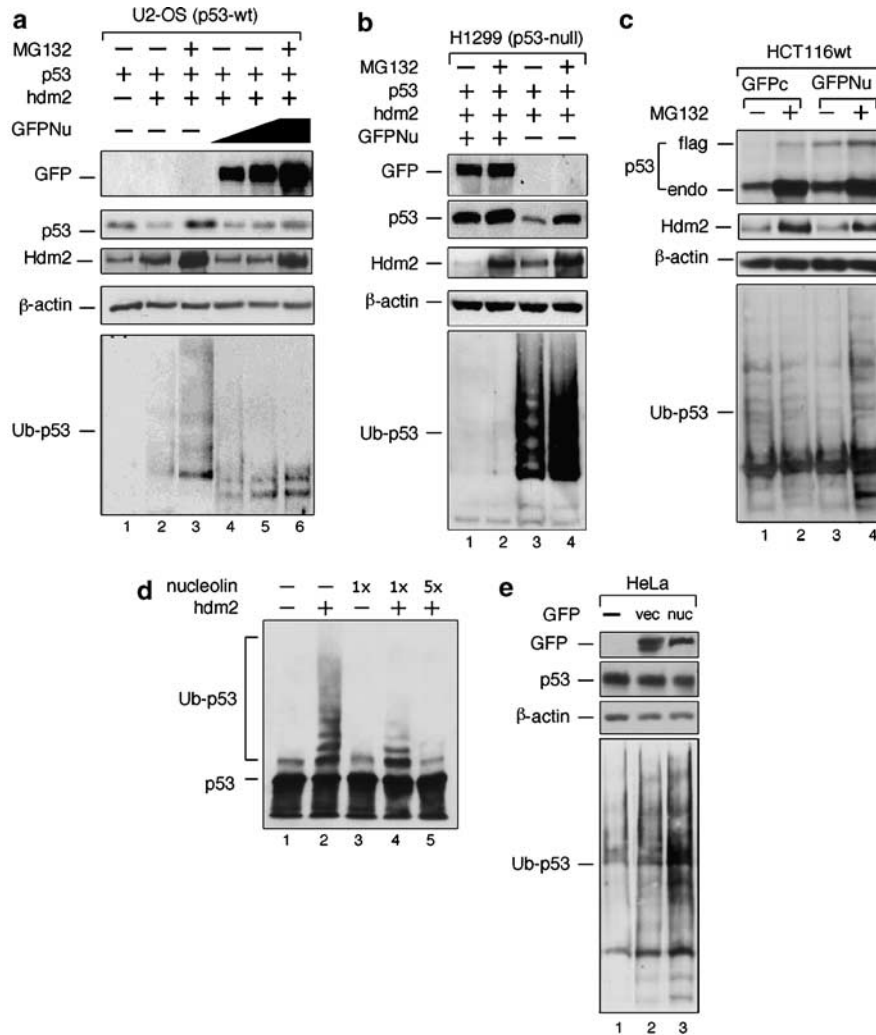 a
U2-OS (p53-wt)
MG132 − − + − − +
p53 + + + + + +
hdm2 − + + + + +
GFPNu − − −
GFP
p53
Hdm2
β-actin
Ub-p53
1 2 3 4 5 6
b
H1299 (p53-null)
MG132 − + − +
p53 + + + +
hdm2 + + + +
GFPNu + + − −
GFP
p53
Hdm2
β-actin
Ub-p53
1 2 3 4
c
HCT116wt
GFPc GFPNu
MG132 − + − +
flag
p53
endo
Hdm2
β-actin
Ub-p53
1 2 3 4
d
nucleolin − − 1x 1x 5x
hdm2 − + − + +
Ub-p53
p53
1 2 3 4 5
e
HeLa
GFP − vec nuc
GFP
p53
β-actin
Ub-p53
1 2 3